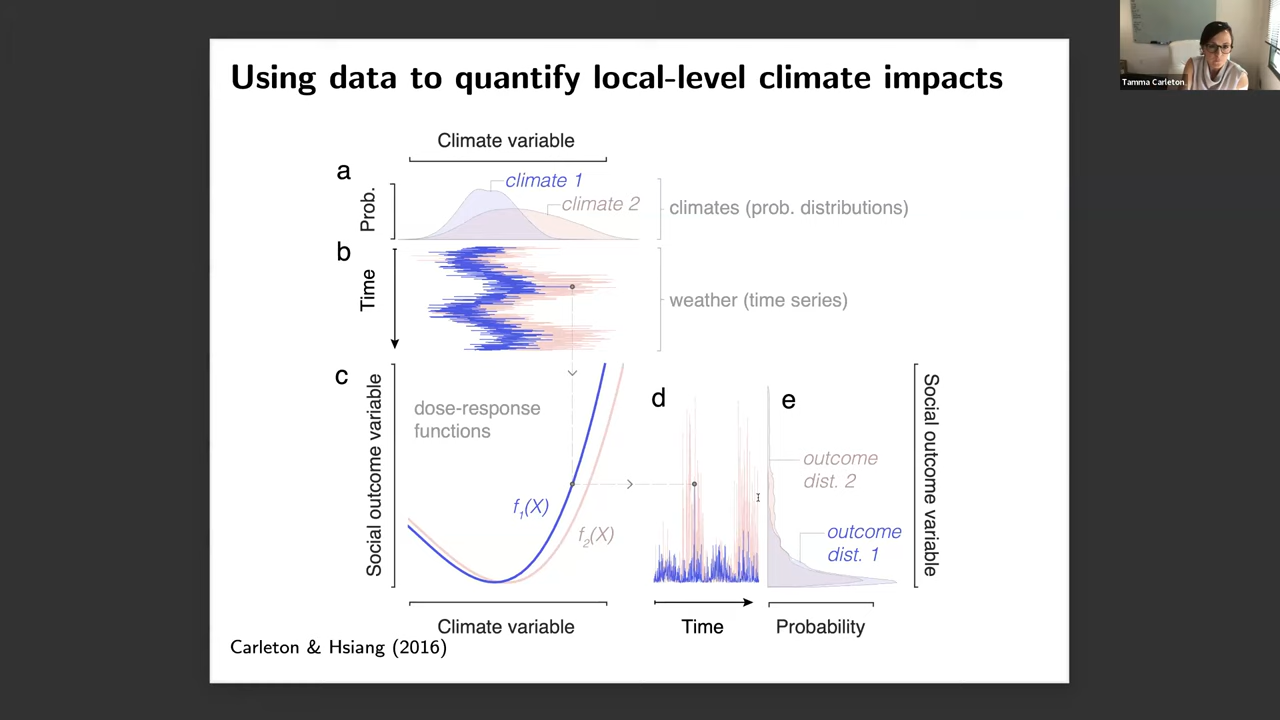 Using data to quantify local-level climate impacts
Tamma Carleton
Climate variable
a
Prob.
climate 1
climate 2
climates (prob. distributions)
b
Time
weather (time series)
c
Social outcome variable
dose-response
functions
f1(X)
f2(X)
Climate variable
d
Time
e
outcome
dist. 2
outcome
dist. 1
Probability
Social outcome variable
Carleton & Hsiang (2016)